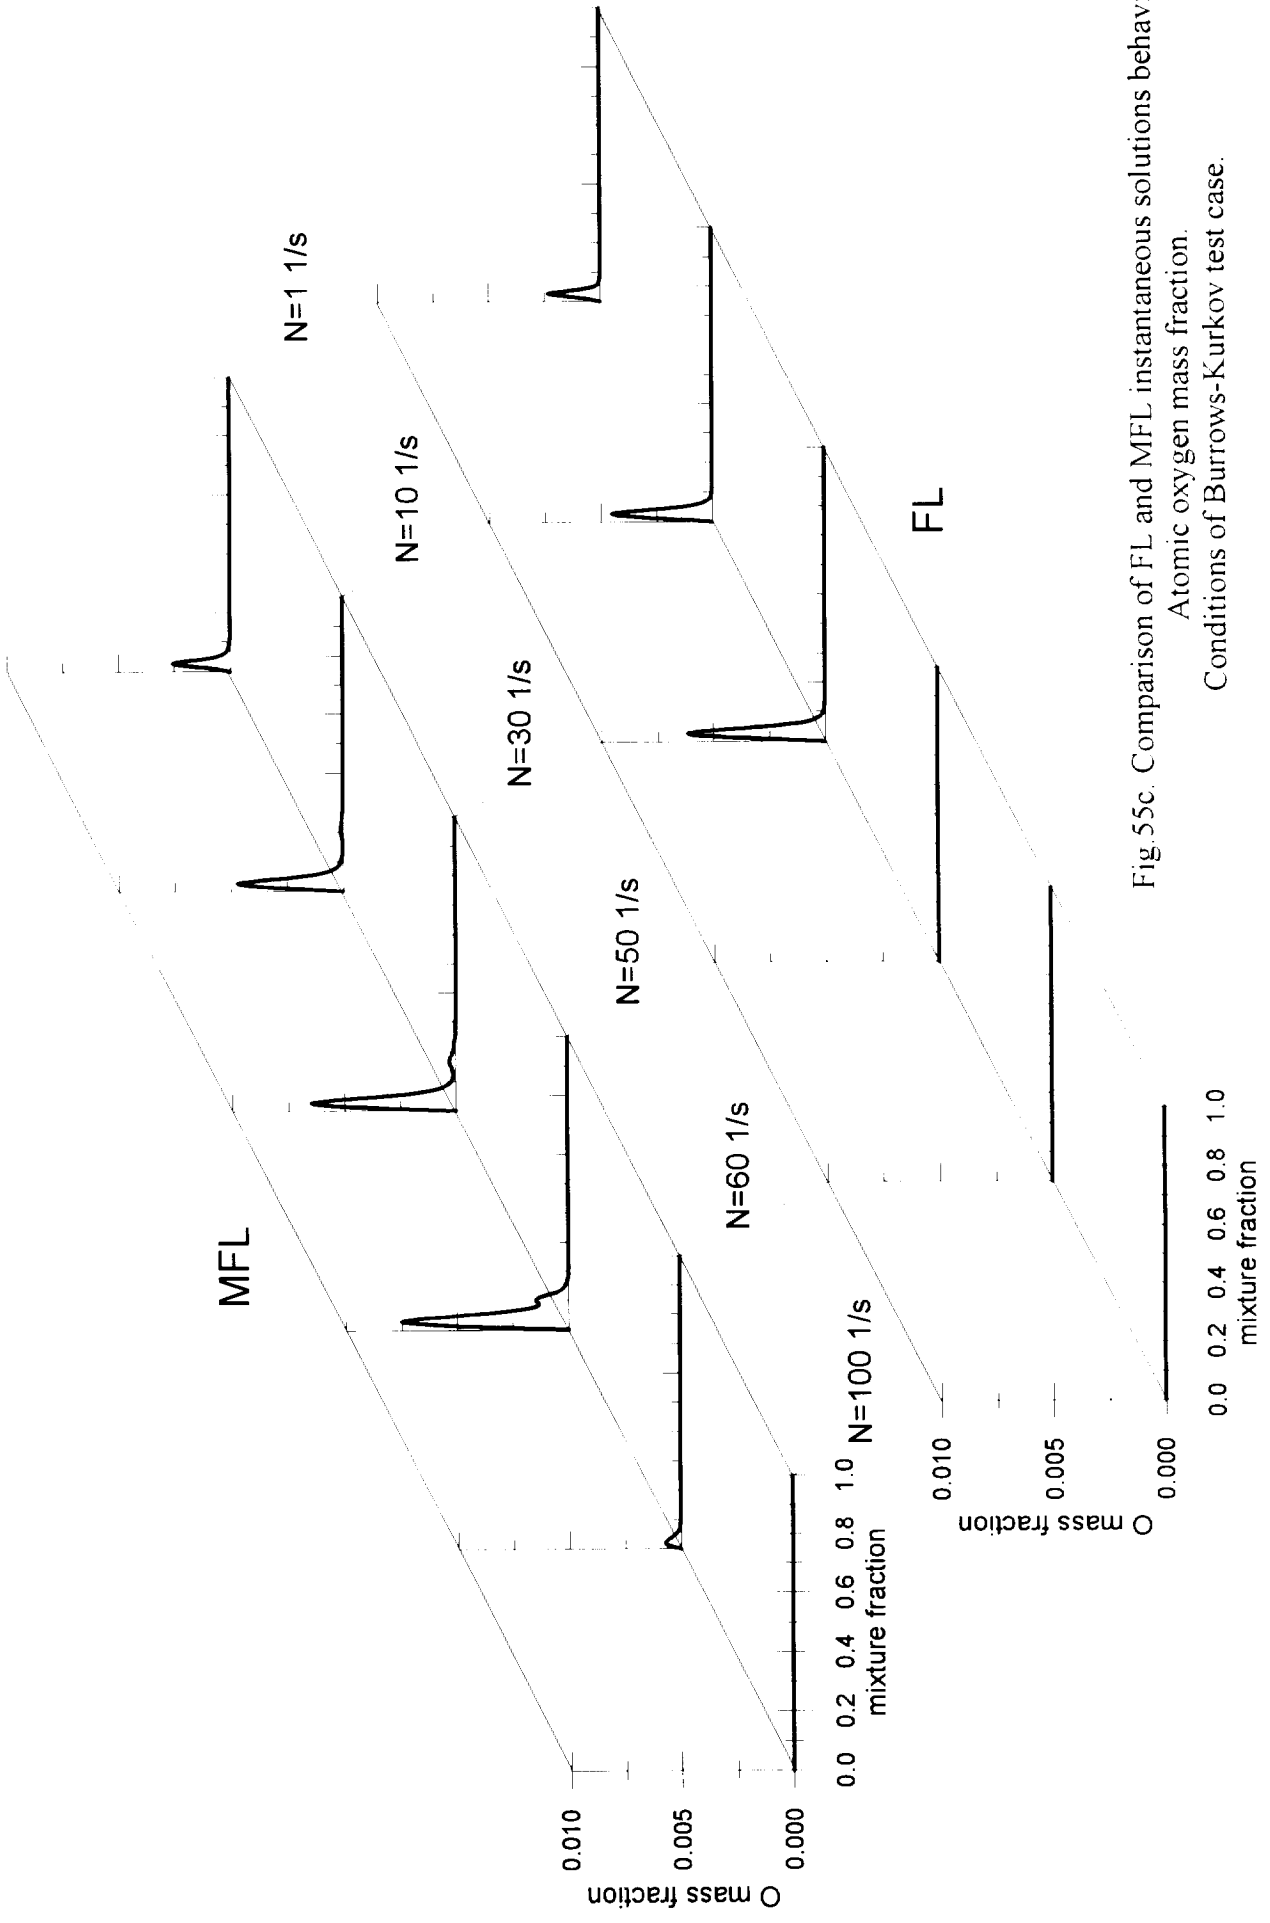 MFL
N=1 1/s
N=10 1/s
N=30 1/s
N=50 1/s
N=60 1/s
N=100 1/s
0.010
0.005
0.000
O mass fraction
0.0 0.2 0.4 0.6 0.8 1.0
mixture fraction
FL
0.010
0.005
0.000
O mass fraction
0.0 0.2 0.4 0.6 0.8 1.0
mixture fraction
Fig.55c. Comparison of FL and MFL instantaneous solutions behav
Atomic oxygen mass fraction.
Conditions of Burrows-Kurkov test case.